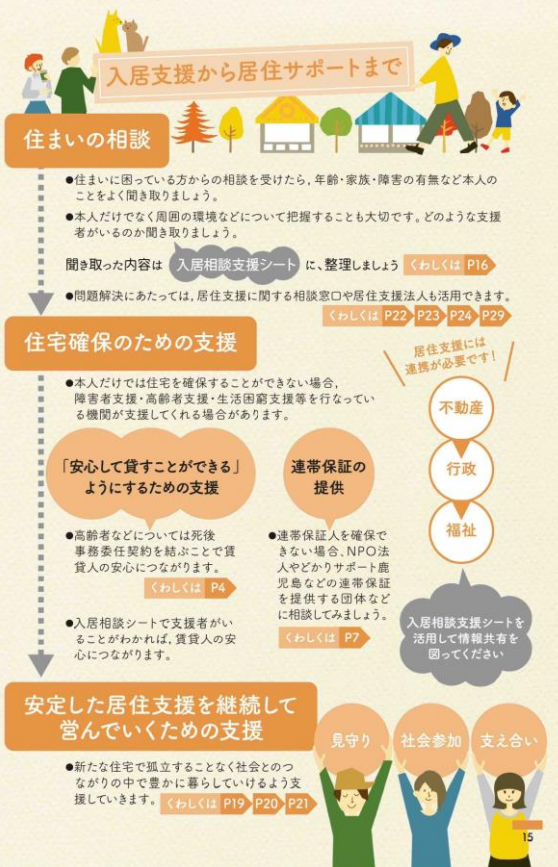 入居支援から居住サポートまで
住まいの相談
●住まいに困っている方からの相談を受けたら、年齢・家族・障害の有無など本人の
ことをよく聞き取りましょう。
●本人だけでなく周囲の環境などについて把握することも大切です。どのような支援
者がいるのか聞き取りましょう。
聞き取った内容は 入居相談支援シート に、整理しましょう くわしくは P16
●問題解決にあたっては、居住支援に関する相談窓口や居住支援法人も活用できます。
くわしくは P22 P23 P24 P29
住宅確保のための支援
●本人だけでは住宅を確保することができない場合,
障害者支援・高齢者支援・生活困窮支援等を行なってい
る機関が支援してくれる場合があります。
居住支援には
連携が必要です!
不動産
行政
福祉
入居相談支援シートを
活用して情報共有を
図ってください
「安心して貸すことができる」
ようにするための支援
●高齢者などについては死後
事務委任契約を結ぶことで賃
貸人の安心につながります。
くわしくは P4
●入居相談シートで支援者がい
ることがわかれば,賃貸人の安
心につながります。
連帯保証の
提供
●連帯保証人を確保で
きない場合、NPO法
人やどかりサポート鹿
児島などの連帯保証
を提供する団体など
に相談してみましょう。
くわしくは P7
安定した居住支援を継続して
営んでいくための支援
●新たな住宅で孤立することなく社会とのつ
ながりの中で豊かに暮らしていけるよう支
援していきます。 くわしくは P19 P20 P21
見守り
社会参加
支え合い
15